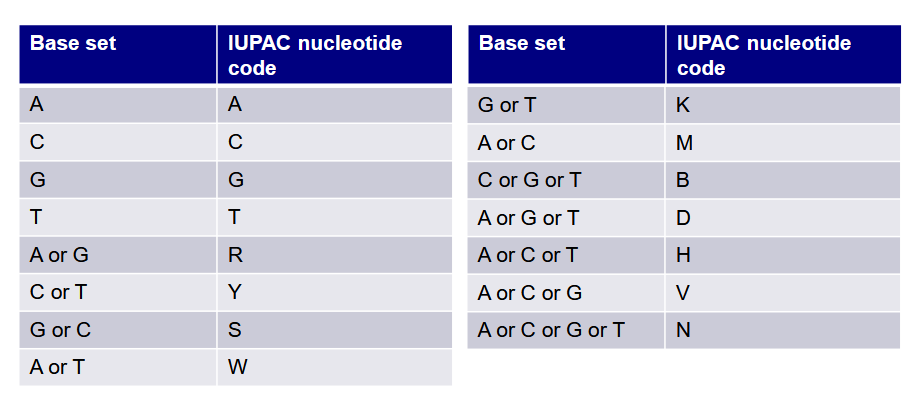 Base set IUPAC nucleotide code
A A
C C
G G
T T
A or G R
C or T Y
G or C S
A or T W
Base set IUPAC nucleotide code
G or T K
A or C M
C or G or T B
A or G or T D
A or C or T H
A or C or G V
A or C or G or T N